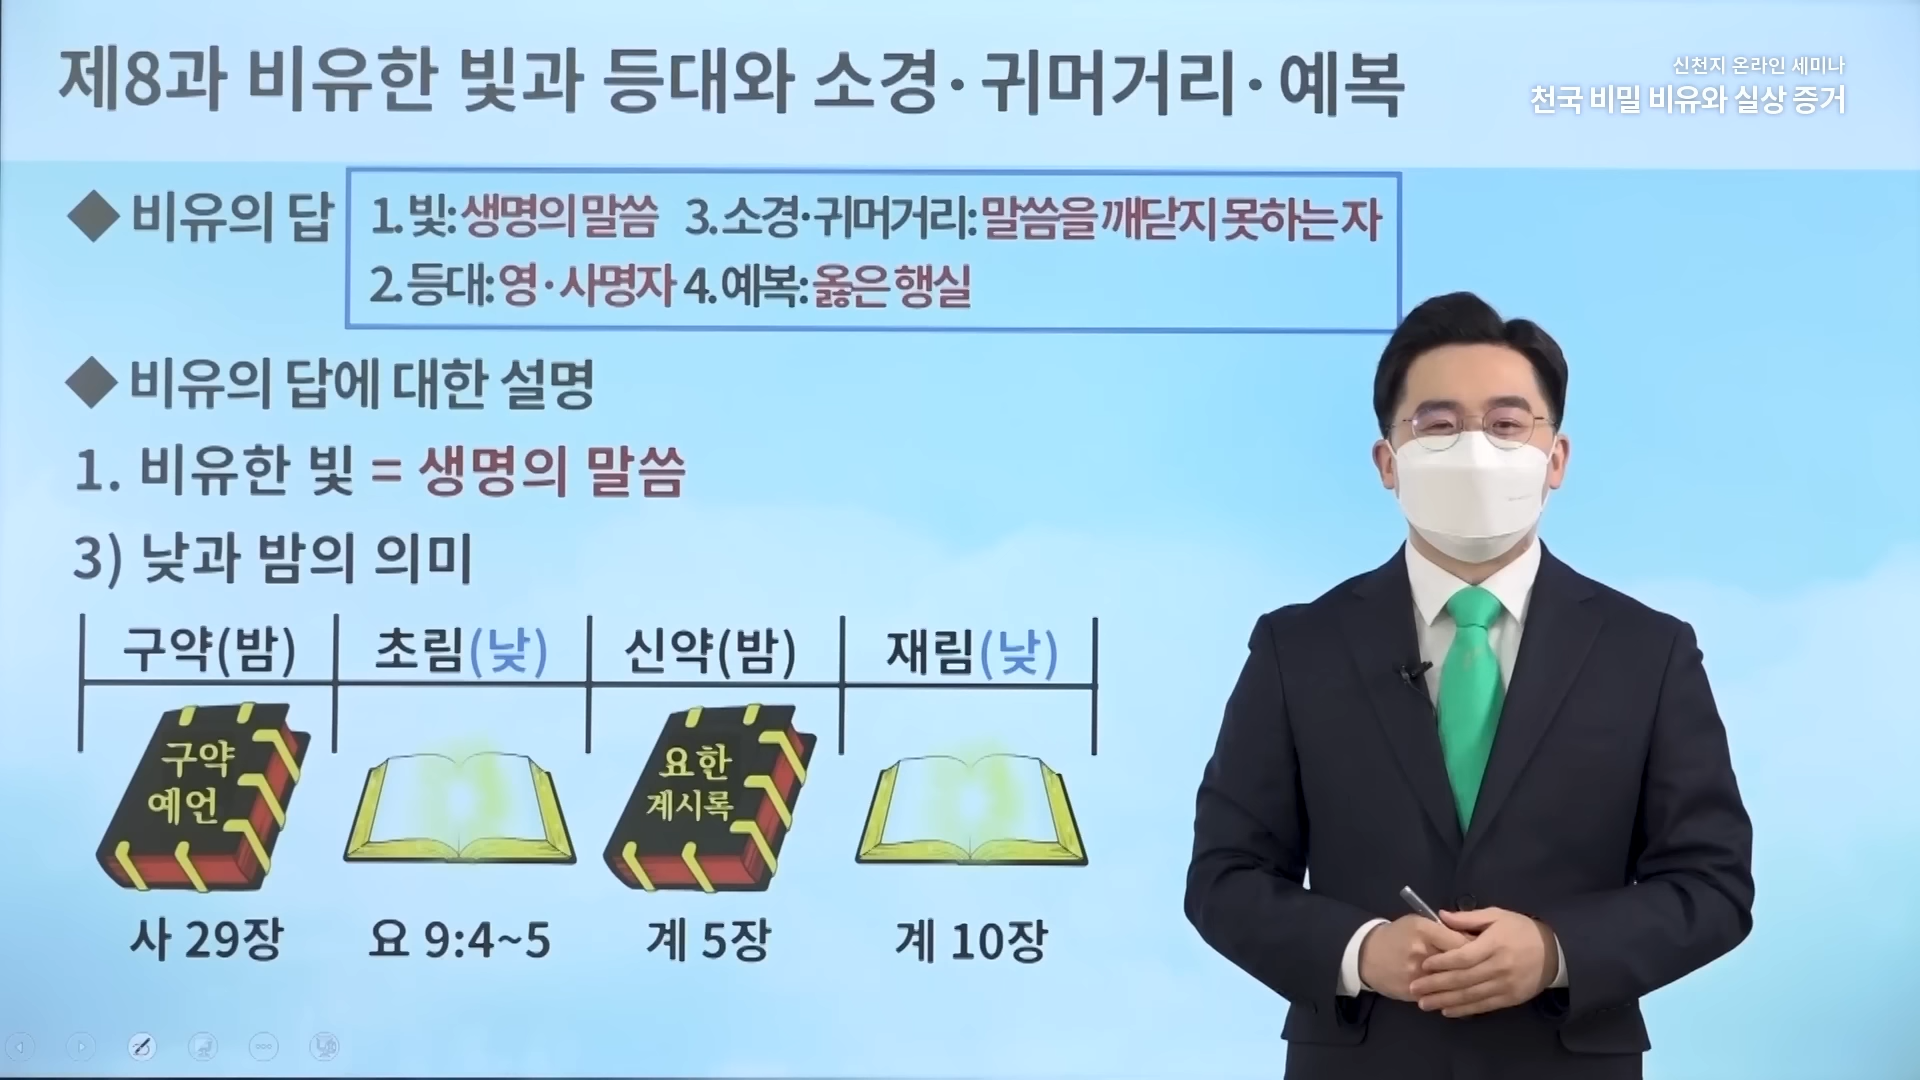 제8과 비유한 빛과 등대와 소경·귀머거리·예복
신천지 온라인 세미나
천국 비밀 비유와 실상 증거
◆ 비유의 답
1. 빛: 생명의 말씀 3. 소경·귀머거리: 말씀을 깨닫지 못하는 자
2. 등대: 영·사명자 4. 예복: 옳은 행실
◆ 비유의 답에 대한 설명
1. 비유한 빛 = 생명의 말씀
3) 낮과 밤의 의미
구약(밤) 초림(낮) 신약(밤) 재림(낮)
구약
예언
요한
계시록
사 29장 요 9:4~5 계 5장 계 10장